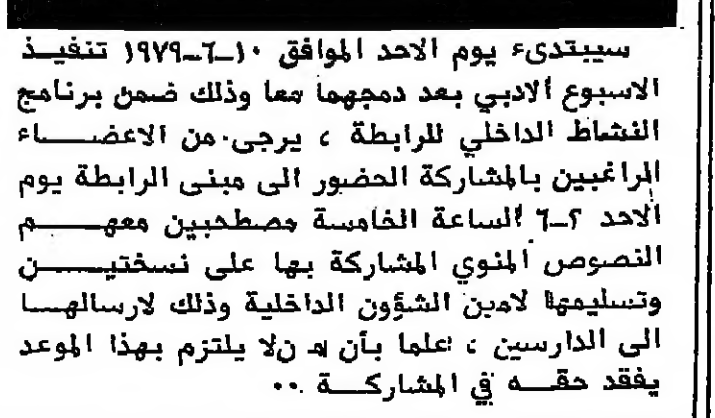 سيبتدىء يوم الاحد الموافق ١٠-٦-١٩٧٩ تنفيذ
الاسبوع الادبي بعد دمجهما معا وذلك ضمن برنامج
النشاط الداخلي للرابطة ، يرجى من الاعضاء
الراغبين بالمشاركة الحضور الى مبنى الرابطة يوم
الاحد ٢-٦ الساعة الخامسة مصطحبين معهم
النصوص المنوي المشاركة بها على نسختين
وتسليمها لامين الشؤون الداخلية وذلك لارسالها
الى الدارسين ، علما بأن م نلا يلتزم بهذا الموعد
يفقد حقه في المشاركة ..